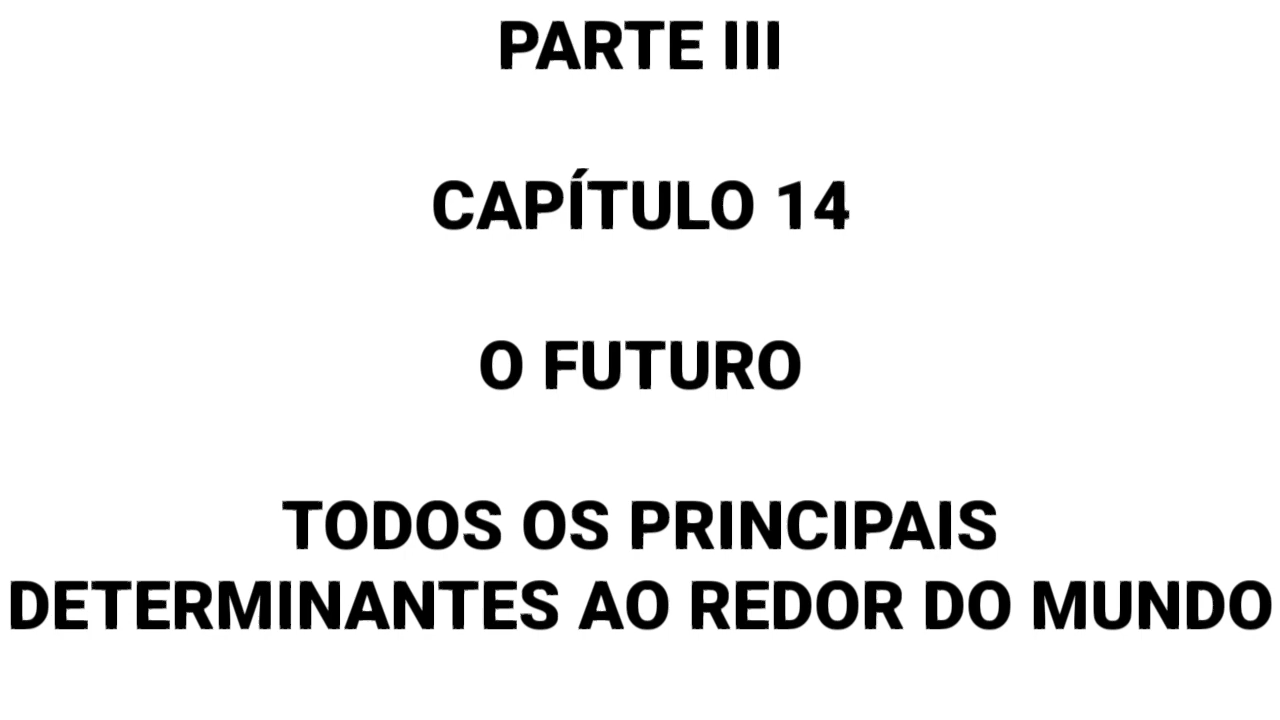 PARTE III
CAPÍTULO 14
O FUTURO
TODOS OS PRINCIPAIS
DETERMINANTES AO REDOR DO MUNDO